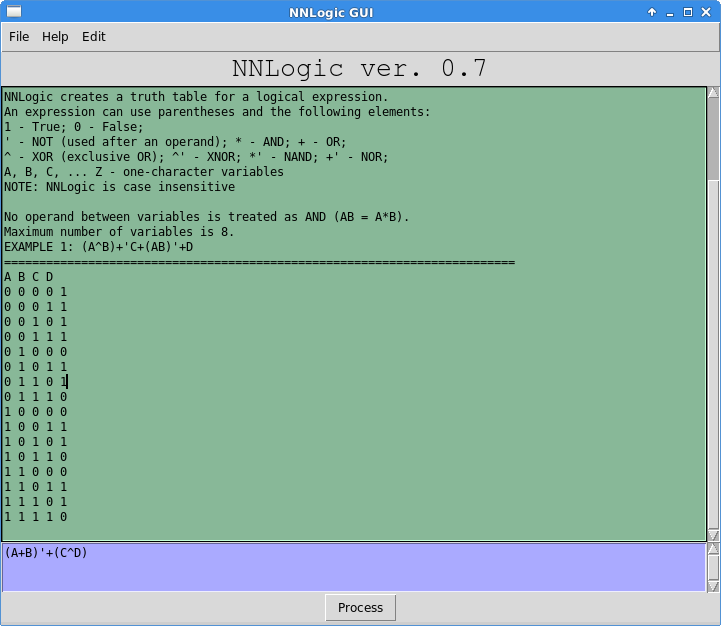 NNLogic GUI
File Help Edit
NNLogic ver. 0.7
NNLogic creates a truth table for a logical expression.
An expression can use parentheses and the following elements:
1 - True; 0 - False;
' - NOT (used after an operand); * - AND; + - OR;
^ - XOR (exclusive OR); ^' - XNOR; *' - NAND; +' - NOR;
A, B, C, ... Z - one-character variables
NOTE: NNLogic is case insensitive
No operand between variables is treated as AND (AB = A*B).
Maximum number of variables is 8.
EXAMPLE 1: (A^B)+'C+(AB)'+D
=========================================================================
A B C D
0 0 0 0 1
0 0 0 1 1
0 0 1 0 1
0 0 1 1 1
0 1 0 0 0
0 1 0 1 1
0 1 1 0 1
0 1 1 1 0
1 0 0 0 0
1 0 0 1 1
1 0 1 0 1
1 0 1 1 0
1 1 0 0 0
1 1 0 1 1
1 1 1 0 1
1 1 1 1 0
(A+B)'+(C^D)
Process